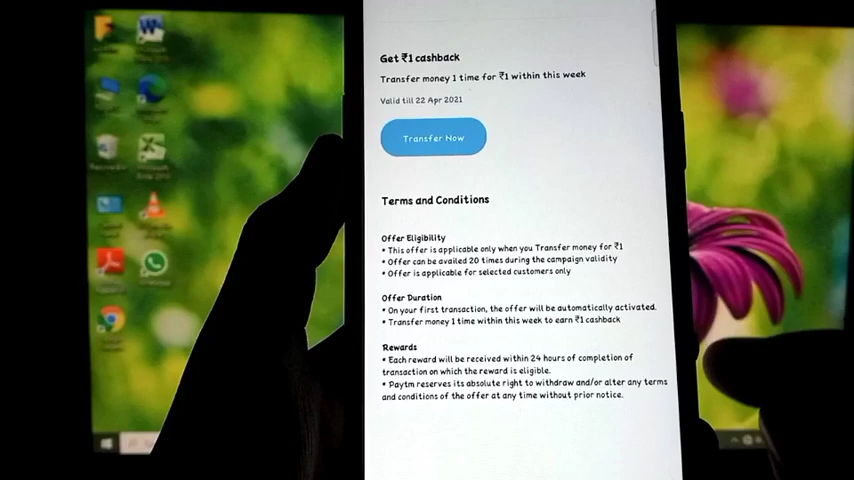 Get ₹1 cashback
Transfer money 1 time for ₹1 within this week
Valid till 22 Apr 2021
Transfer Now
Terms and Conditions
Offer Eligibility
• This offer is applicable only when you Transfer money for ₹1
• Offer can be availed 20 times during the campaign validity
• Offer is applicable for selected customers only
Offer Duration
• On your first transaction, the offer will be automatically activated.
• Transfer money 1 time within this week to earn ₹1 cashback
Rewards
• Each reward will be received within 24 hours of completion of
transaction on which the reward is eligible.
• Paytm reserves its absolute right to withdraw and/or alter any terms
and conditions of the offer at any time without prior notice.